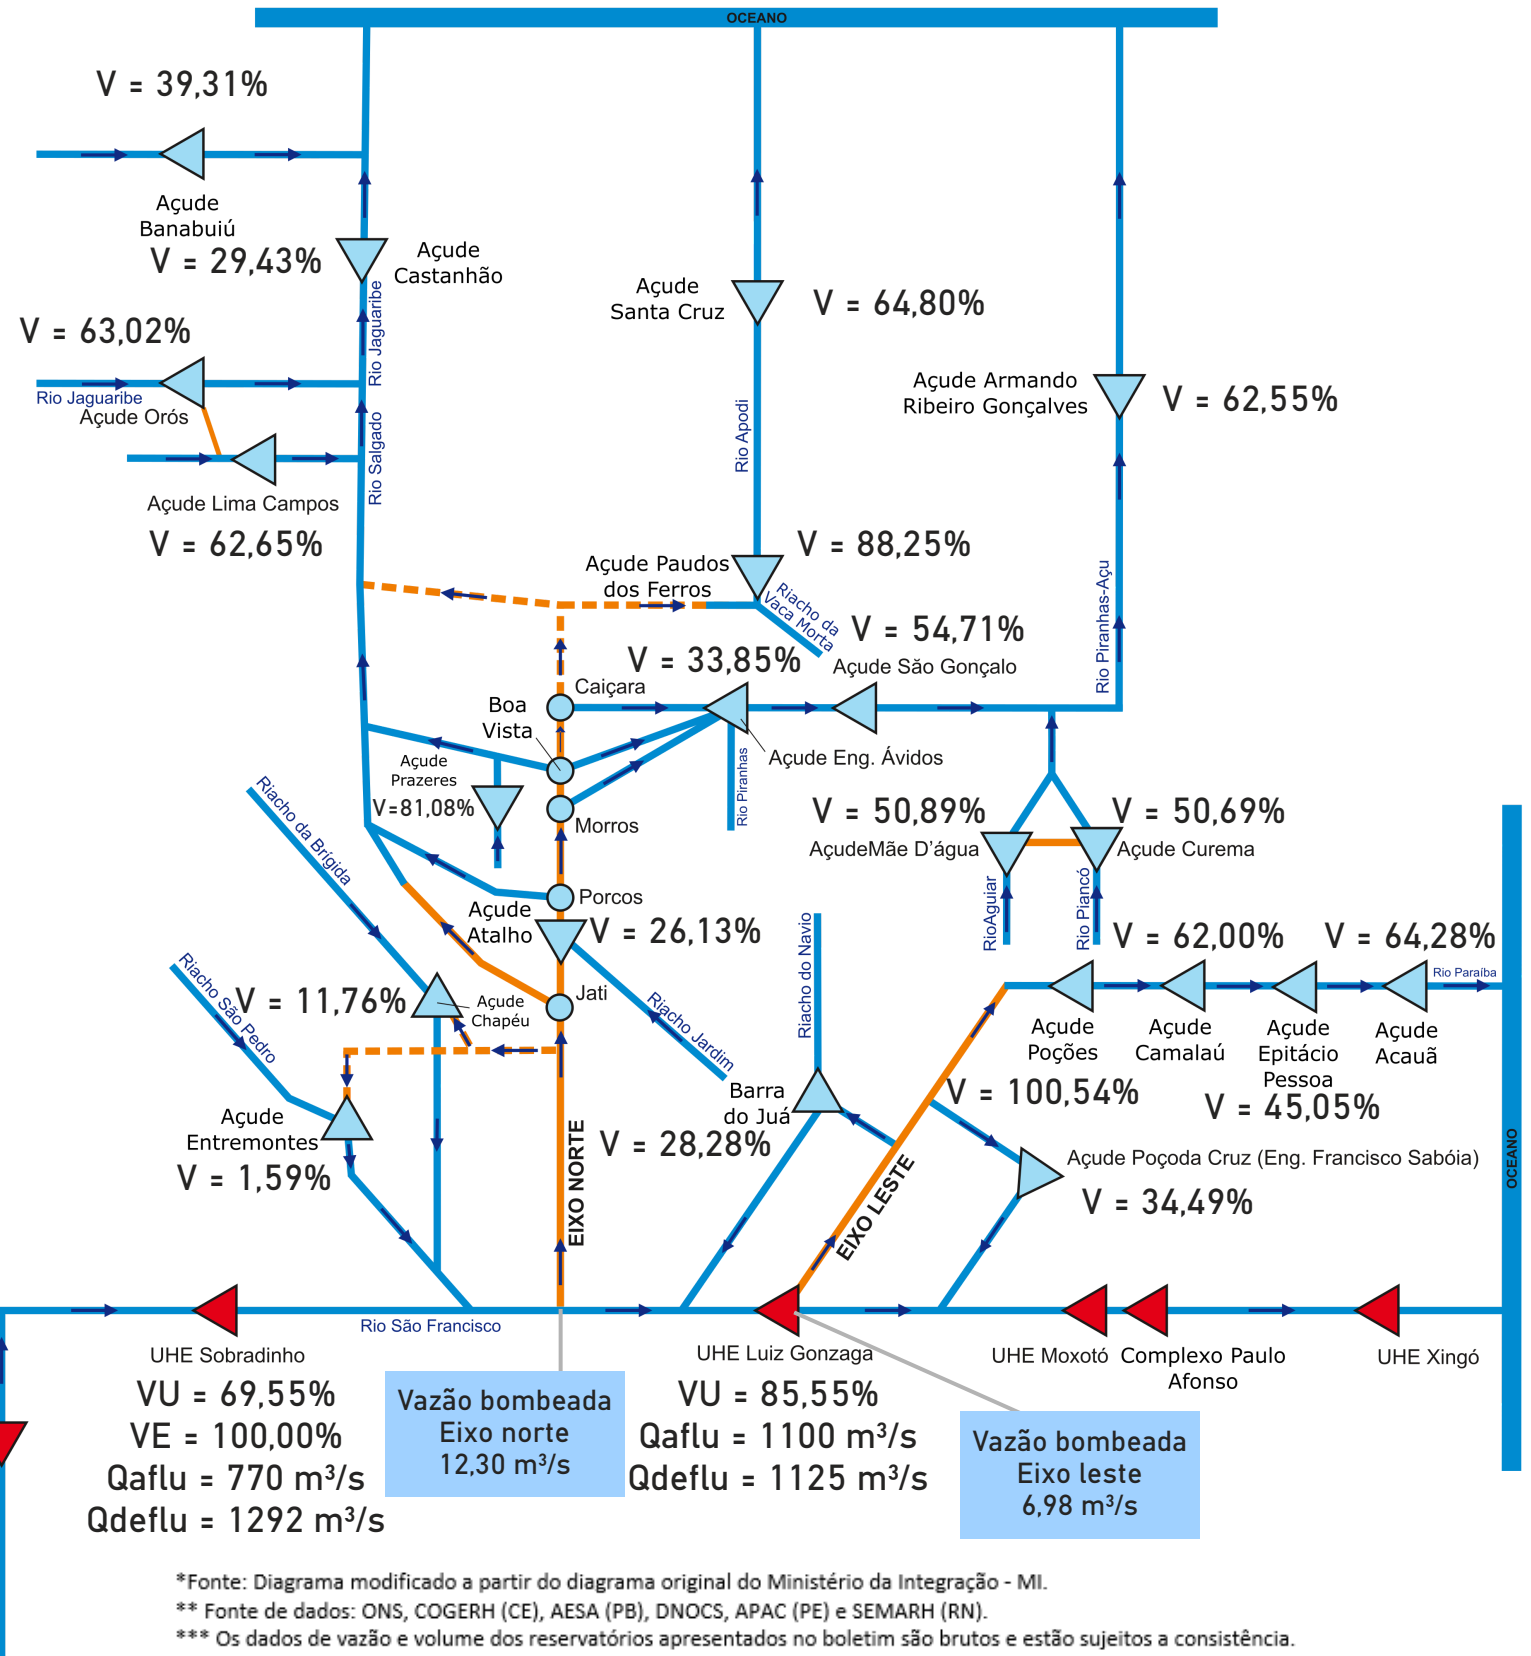 OCEANO
V = 39,31%
Açude
Banabuiú
V = 29,43%
Açude
Castanhão
Rio Jaguaribe
V = 63,02%
Rio Jaguaribe
Açude Orós
Rio Salgado
Açude Lima Campos
V = 62,65%
Açude
Santa Cruz
V = 64,80%
Rio Apodi
Açude Armando
Ribeiro Gonçalves
V = 62,55%
Rio Piranhas-Açu
V = 88,25%
Açude Paudos
dos Ferros
Riacho da
Vaca Morta
V = 54,71%
Açude São Gonçalo
V = 33,85%
Caiçara
Boa
Vista
Açude Eng. Ávidos
Rio Piranhas
Açude
Prazeres
V=81,08%
Morros
Riacho da Brígida
Porcos
Açude
Atalho
V = 26,13%
V = 50,89%
AçudeMãe D'água
V = 50,69%
Açude Curema
RioAguiar
Rio Piancó
Riacho do Navio
V = 62,00%
V = 64,28%
Rio Paraíba
Riacho São Pedro
V = 11,76%
Açude
Chapéu
Jati
Riacho Jardim
Açude
Poções
Açude
Camalaú
Açude
Epitácio
Pessoa
Açude
Acauã
V = 100,54%
V = 45,05%
Barra
do Juá
V = 28,28%
Açude
Entremontes
V = 1,59%
EIXO NORTE
EIXO LESTE
Açude Poçoda Cruz (Eng. Francisco Sabóia)
V = 34,49%
OCEANO
Rio São Francisco
UHE Sobradinho
VU = 69,55%
VE = 100,00%
Qaflu = 770 m³/s
Qdeflu = 1292 m³/s
Vazão bombeada
Eixo norte
12,30 m³/s
UHE Luiz Gonzaga
VU = 85,55%
Qaflu = 1100 m³/s
Qdeflu = 1125 m³/s
Vazão bombeada
Eixo leste
6,98 m³/s
UHE Moxotó
Complexo Paulo
Afonso
UHE Xingó
*Fonte: Diagrama modificado a partir do diagrama original do Ministério da Integração - MI.
** Fonte de dados: ONS, COGERH (CE), AESA (PB), DNOCS, APAC (PE) e SEMARH (RN).
*** Os dados de vazão e volume dos reservatórios apresentados no boletim são brutos e estão sujeitos a consistência.